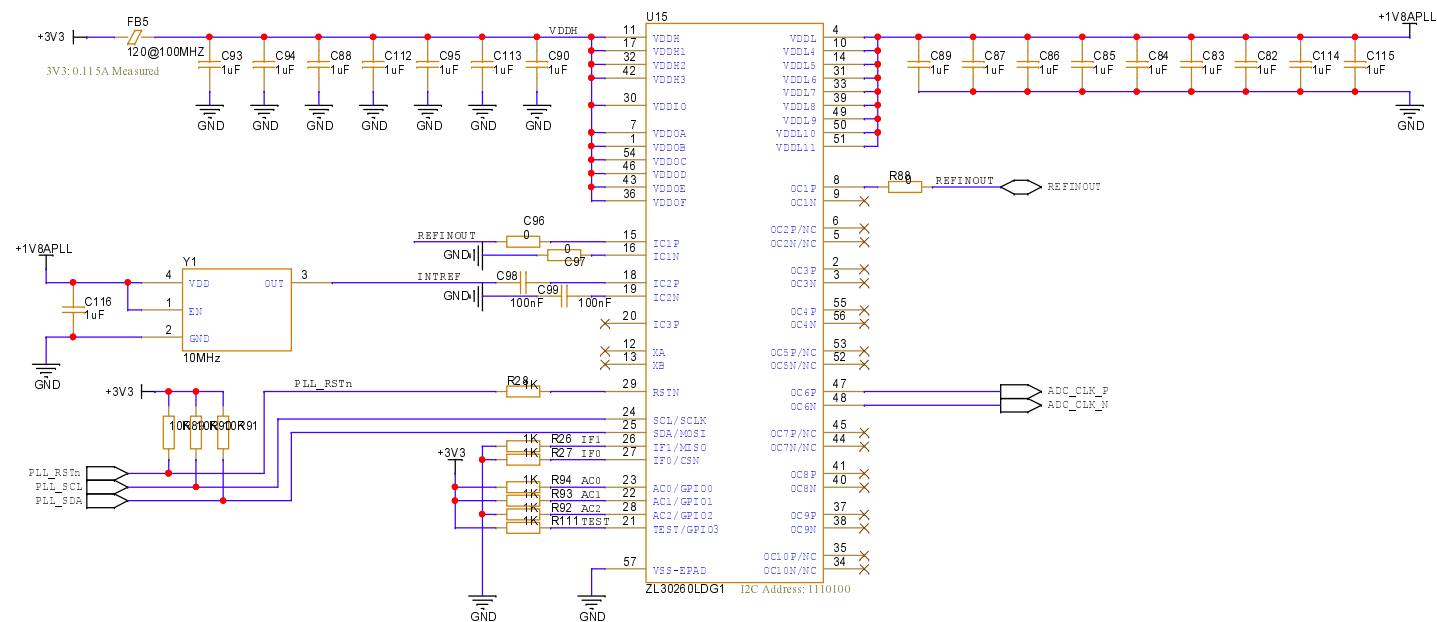 FB5
+3V3
120@100MHZ
3V3: 0.115A Measured
C93
1uF
C94
1uF
C88
1uF
C112
1uF
C95
1uF
C113
1uF
C90
1uF
GND
GND
GND
GND
GND
GND
GND
VDDH
U15
11 VDDH
17 VDDH1
32 VDDH2
42 VDDH3
30 VDDIO
7 VDDOA
1 VDDOB
54 VDDOC
46 VDDOD
43 VDDOE
36 VDDOF
15 IC1P
16 IC1N
18 IC2P
19 IC2N
20 IC3P
12 XA
13 XB
29 RSTN
24 SCL/SCLK
25 SDA/MOSI
26 IF1/MISO
27 IF0/CSN
23 AC0/GPIO0
22 AC1/GPIO1
28 AC2/GPIO2
21 TEST/GPIO3
57 VSS-EPAD
VDDL 4
VDDL4 10
VDDL5 14
VDDL6 31
VDDL7 33
VDDL8 39
VDDL9 49
VDDL10 50
VDDL11 51
OC1P 8
OC1N 9
OC2P/NC 6
OC2N/NC 5
OC3P 2
OC3N 3
OC4P 55
OC4N 56
OC5P/NC 53
OC5N/NC 52
OC6P 47
OC6N 48
OC7P/NC 45
OC7N/NC 44
OC8P 41
OC8N 40
OC9P 37
OC9N 38
OC10P/NC 35
OC10N/NC 34
ZL30260LDG1
I2C Address: 1110100
+1V8APLL
C89
1uF
C87
1uF
C86
1uF
C85
1uF
C84
1uF
C83
1uF
C82
1uF
C114
1uF
C115
1uF
GND
R88
0
REFINOUT
REFINOUT
ADC_CLK_P
ADC_CLK_N
REFINOUT
C96
0
GND
0
C97
INTREF
C98
100nF
GND
C99
100nF
+1V8APLL
C116
1uF
GND
Y1
4 VDD
1 EN
2 GND
OUT 3
10MHz
+3V3
PLL_RSTn
R28
1K
10K
R89
10K
R90
10K
R91
PLL_RSTn
PLL_SCL
PLL_SDA
+3V3
1K R26 IF1
1K R27 IF0
1K R94 AC0
1K R93 AC1
1K R92 AC2
1K R111 TEST
GND
GND